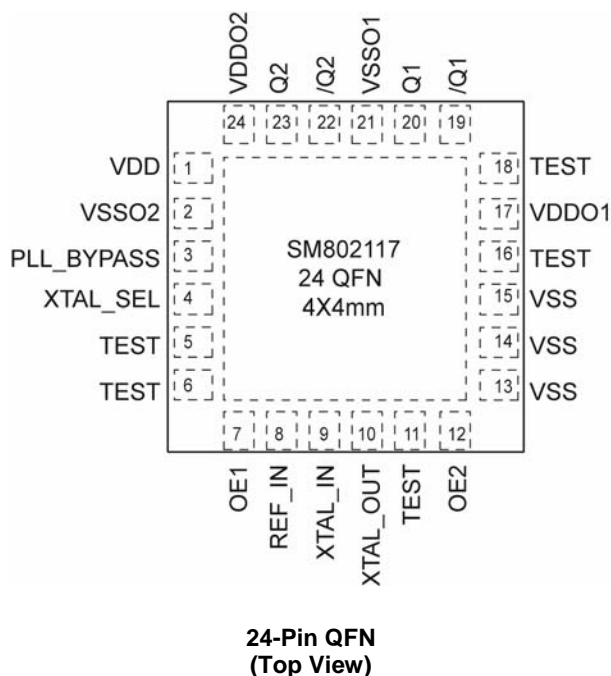 VDDO2
Q2
/Q2
VSSO1
Q1
/Q1
24
23
22
21
20
19
VDD 1
VSSO2 2
PLL_BYPASS 3
XTAL_SEL 4
TEST 5
TEST 6
SM802117
24 QFN
4X4mm
18 TEST
17 VDDO1
16 TEST
15 VSS
14 VSS
13 VSS
7
8
9
10
11
12
OE1
REF_IN
XTAL_IN
XTAL_OUT
TEST
OE2
24-Pin QFN
(Top View)